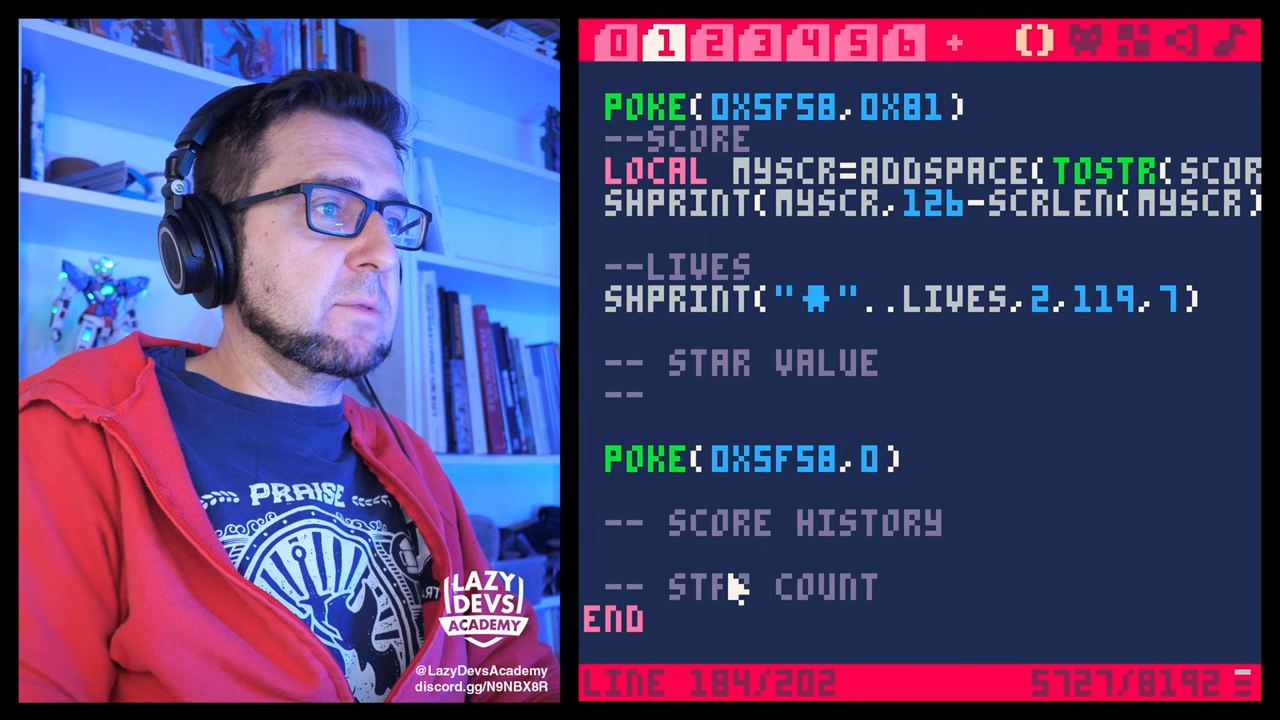 PRAISE
LAZY
DEVS
ACADEMY
@LazyDevsAcademy
discord.gg/N9NBX8R
0 1 2 3 4 5 6 +
POKE(0X5F58,0X81)
--SCORE
LOCAL MYSCR=ADDSPACE(TOSTR(SCOR
SHPRINT(MYSCR,126-SCRLEN(MYSCR)
--LIVES
SHPRINT("🐱"..LIVES,2,119,7)
-- STAR VALUE
--
POKE(0X5F58,0)
-- SCORE HISTORY
-- STAR COUNT
END
LINE 184/202
5727/8192